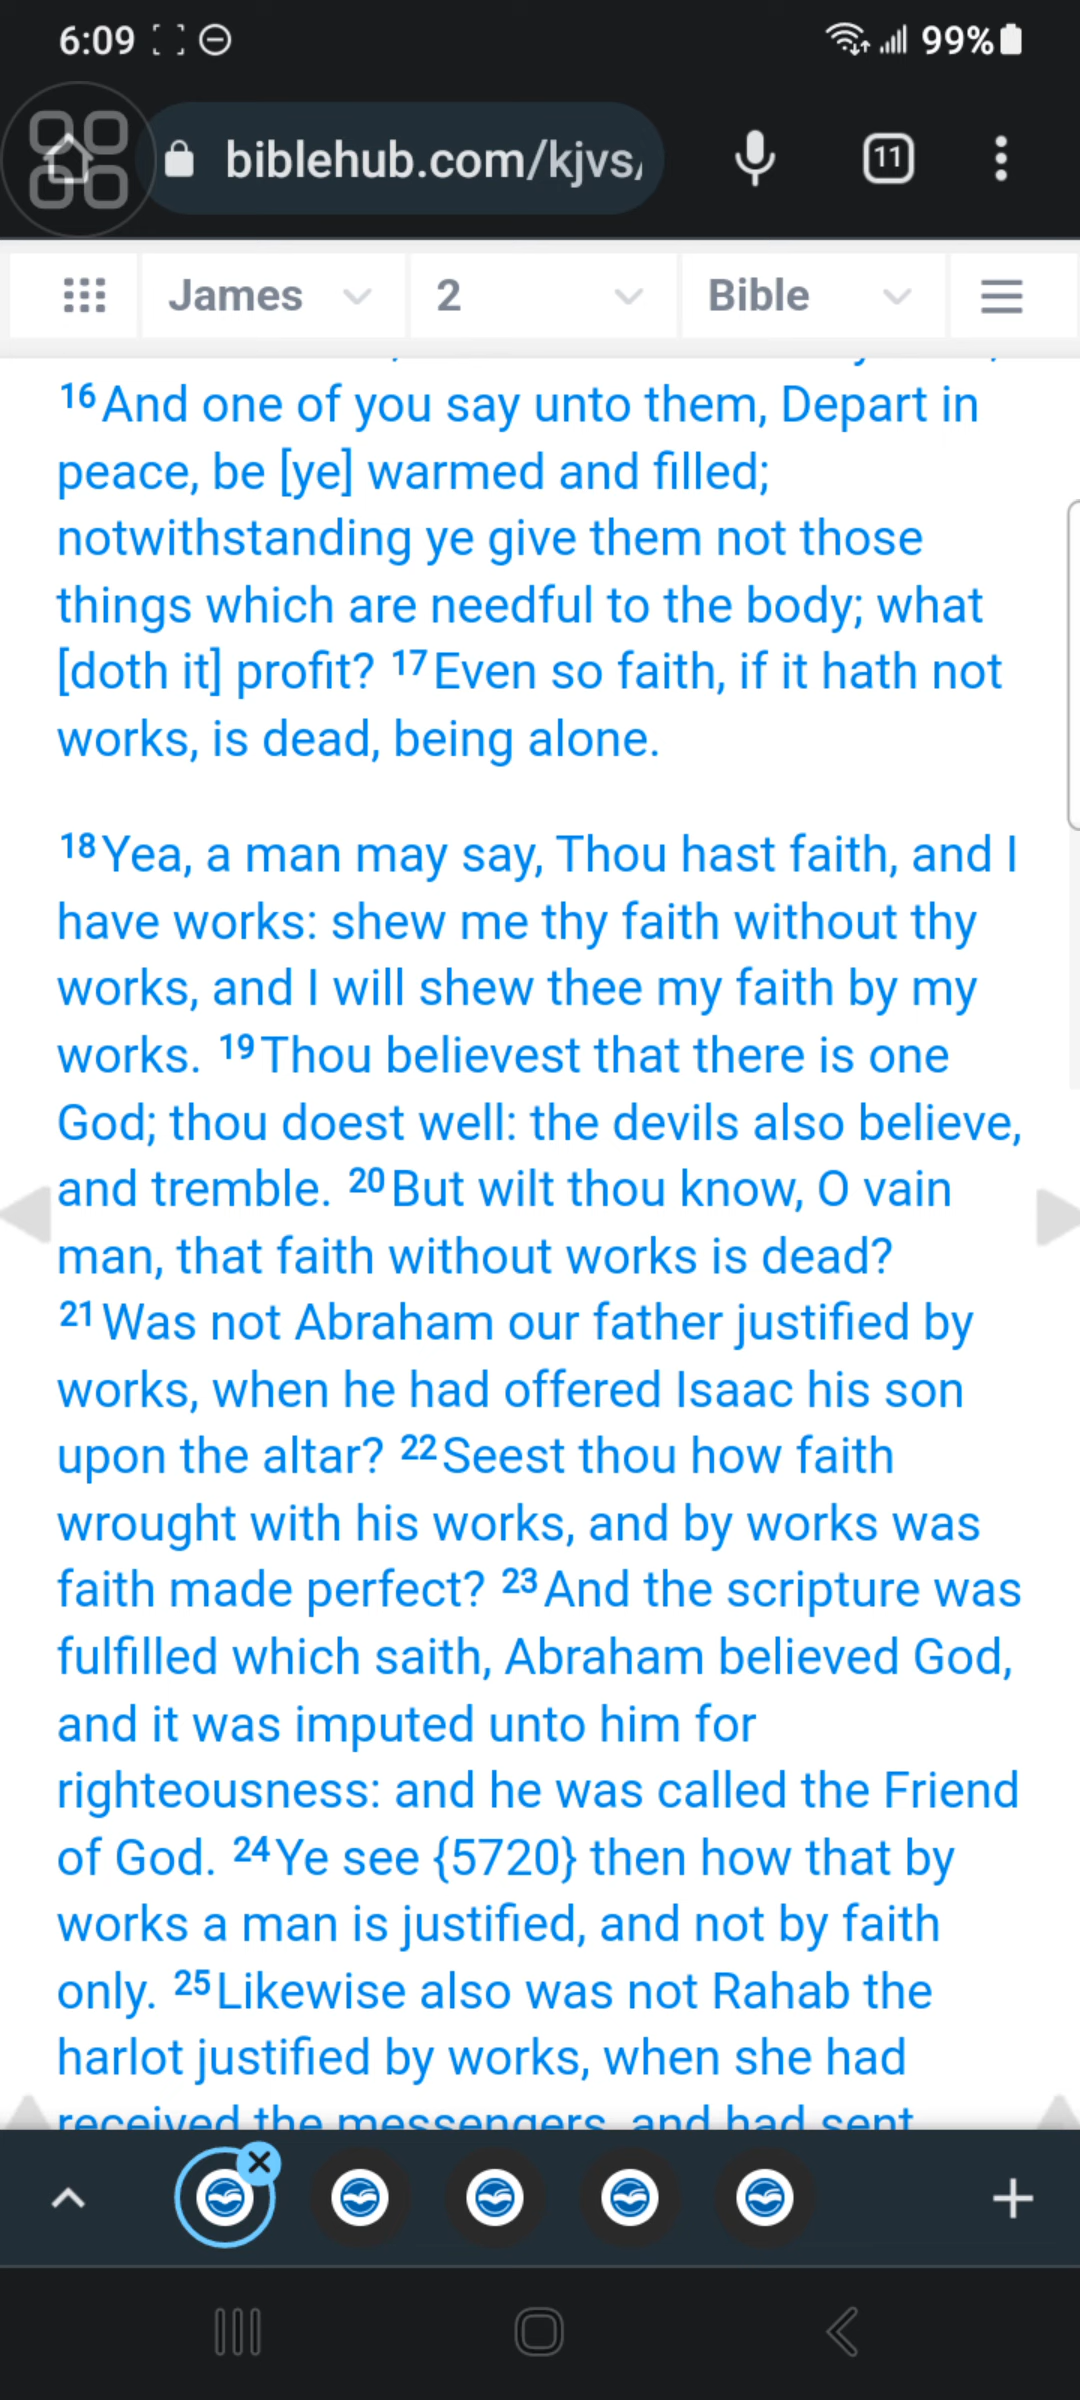 6:09
99%
biblehub.com/kjvs
11
James
2
Bible
16 And one of you say unto them, Depart in
peace, be [ye] warmed and filled;
notwithstanding ye give them not those
things which are needful to the body; what
[doth it] profit? 17 Even so faith, if it hath not
works, is dead, being alone.
18 Yea, a man may say, Thou hast faith, and I
have works: shew me thy faith without thy
works, and I will shew thee my faith by my
works. 19 Thou believest that there is one
God; thou doest well: the devils also believe,
and tremble. 20 But wilt thou know, O vain
man, that faith without works is dead?
21 Was not Abraham our father justified by
works, when he had offered Isaac his son
upon the altar? 22 Seest thou how faith
wrought with his works, and by works was
faith made perfect? 23 And the scripture was
fulfilled which saith, Abraham believed God,
and it was imputed unto him for
righteousness: and he was called the Friend
of God. 24 Ye see {5720} then how that by
works a man is justified, and not by faith
only. 25 Likewise also was not Rahab the
harlot justified by works, when she had
received the messengers, and had sent